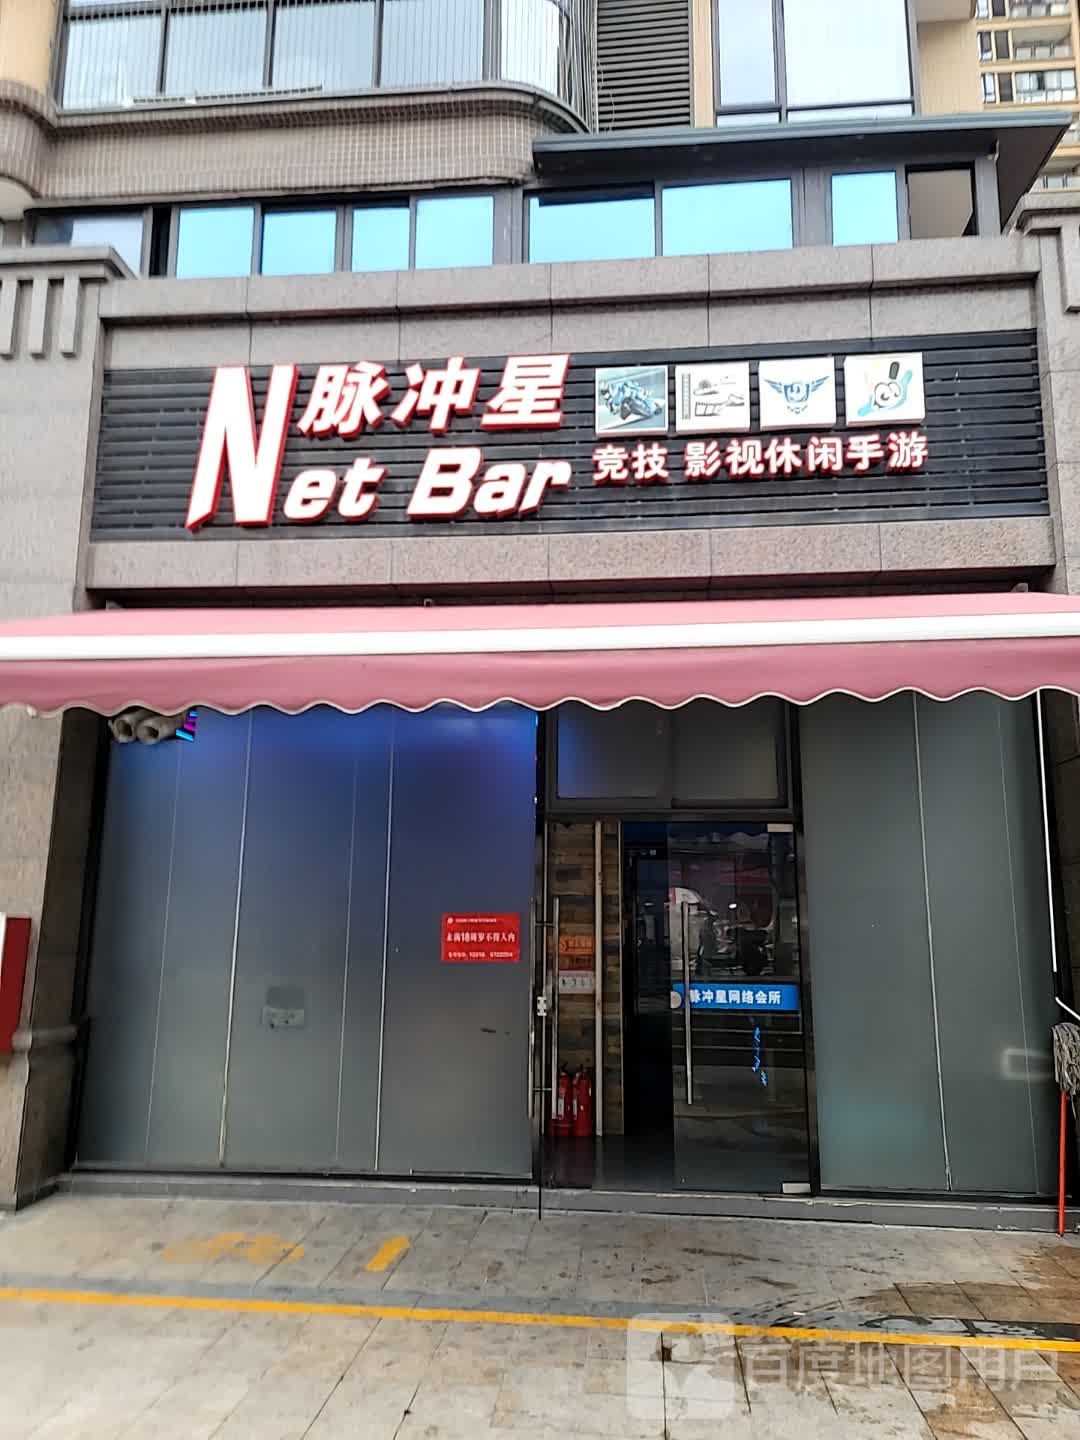 脉冲星
Net Bar
竞技 影视休闲手游
未满18周岁不得入内
脉冲星网络会所
百度地图用户